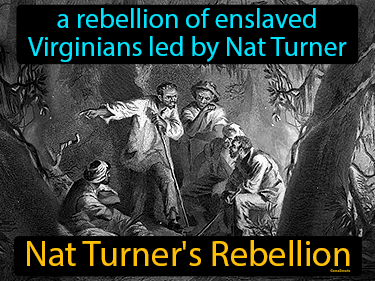 a rebellion of enslaved
Virginians led by Nat Turner
Nat Turner's Rebellion